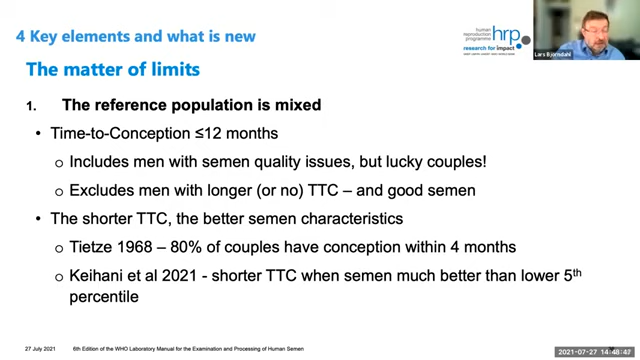 4 Key elements and what is new
human
reproduction
programme
hrp
research for impact
Lars Björndahl
The matter of limits
1. The reference population is mixed
• Time-to-Conception ≤12 months
o Includes men with semen quality issues, but lucky couples!
o Excludes men with longer (or no) TTC – and good semen
• The shorter TTC, the better semen characteristics
o Tietze 1968 – 80% of couples have conception within 4 months
o Keihani et al 2021 - shorter TTC when semen much better than lower 5th
percentile
27 July 2021 6th Edition of the WHO Laboratory Manual for the Examination and Processing of Human Semen
2021-07-27 14:48:47